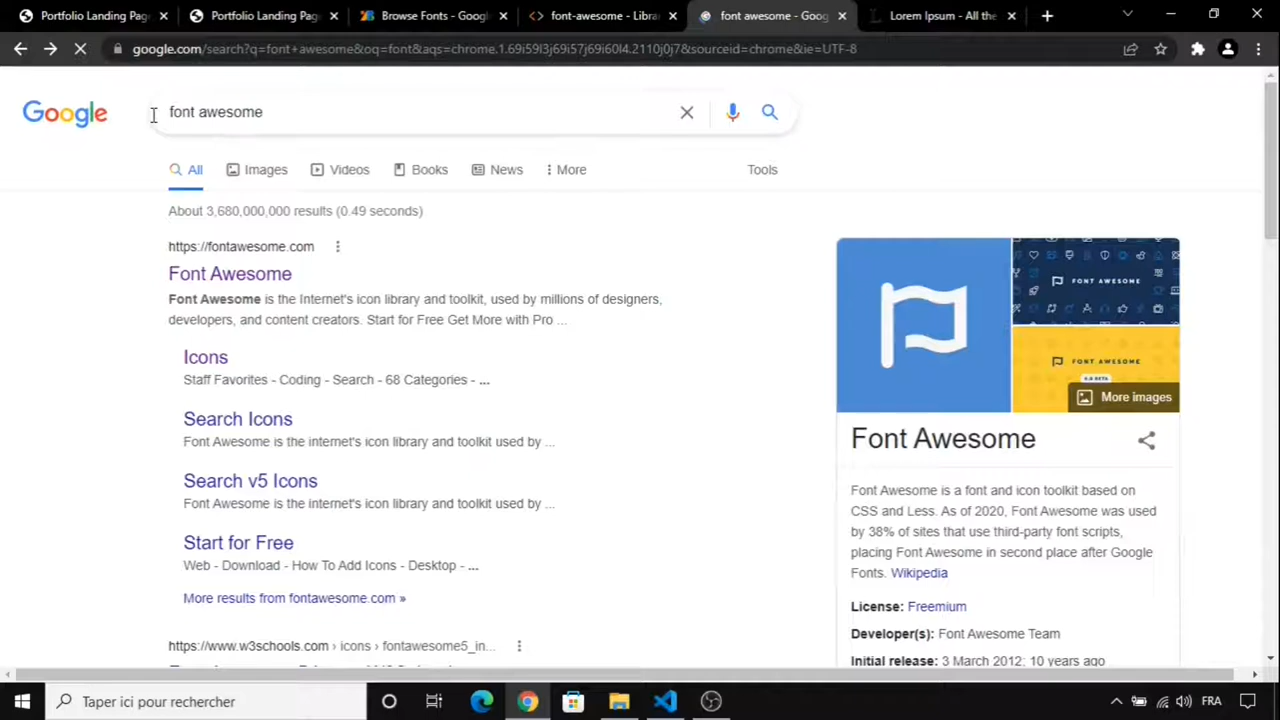 Portfolio Landing Page
Portfolio Landing Page
Browse Fonts - Googl
font-awesome - Libra
font awesome - Goog
Lorem Ipsum - All the
google.com/search?q=font+awesome&oq=font&aqs=chrome.1.69i59l3j69i57j69i60l4.2110j0j7&sourceid=chrome&ie=UTF-8
Google
font awesome
All
Images
Videos
Books
News
More
Tools
About 3,680,000,000 results (0.49 seconds)
https://fontawesome.com
Font Awesome
Font Awesome is the Internet's icon library and toolkit, used by millions of designers,
developers, and content creators. Start for Free Get More with Pro ...
Icons
Staff Favorites - Coding - Search - 68 Categories - ...
Search Icons
Font Awesome is the internet's icon library and toolkit used by ...
Search v5 Icons
Font Awesome is the internet's icon library and toolkit used by ...
Start for Free
Web - Download - How To Add Icons - Desktop - ...
More results from fontawesome.com »
https://www.w3schools.com › icons › fontawesome5_in...
FONT AWESOME
FONT AWESOME
More images
Font Awesome
Font Awesome is a font and icon toolkit based on
CSS and Less. As of 2020, Font Awesome was used
by 38% of sites that use third-party font scripts,
placing Font Awesome in second place after Google
Fonts. Wikipedia
License: Freemium
Developer(s): Font Awesome Team
Initial release: 3 March 2012; 10 years ago
Taper ici pour rechercher
FRA